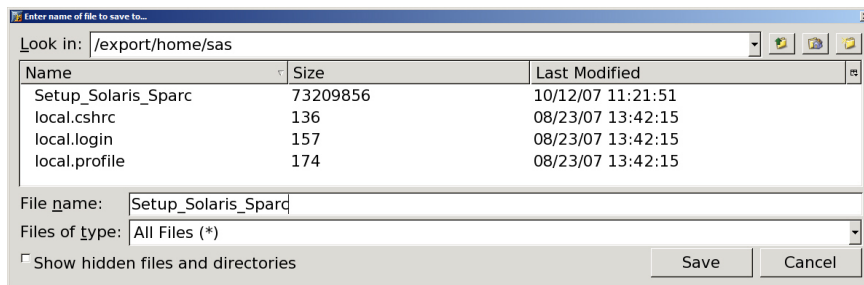 Enter name of file to save to...
Look in: /export/home/sas
Name Size Last Modified
Setup_Solaris_Sparc 73209856 10/12/07 11:21:51
local.cshrc 136 08/23/07 13:42:15
local.login 157 08/23/07 13:42:15
local.profile 174 08/23/07 13:42:15
File name: Setup_Solaris_Sparc
Files of type: All Files (*)
Show hidden files and directories Save Cancel